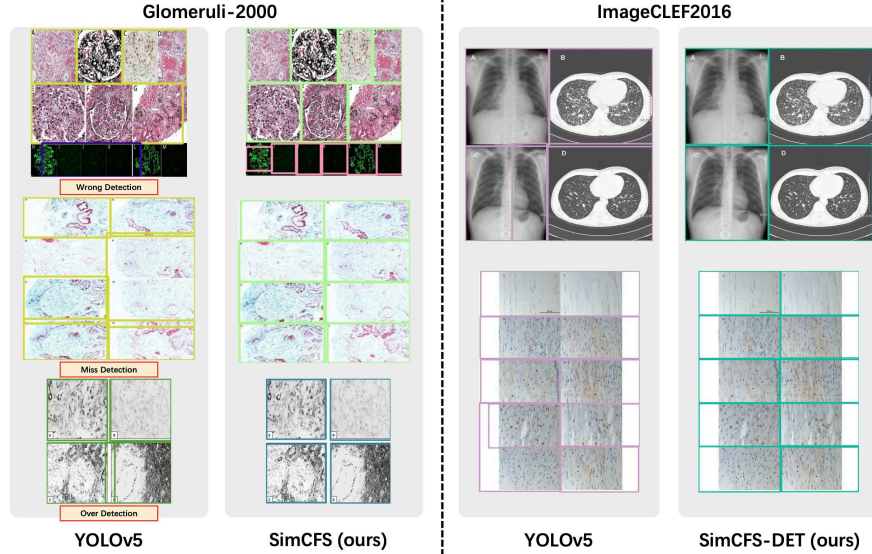 Glomeruli-2000
ImageCLEF2016
A
C
D
A
B
A
B
E
F
G
E
C
D
D
K
L
M
Wrong Detection
Miss Detection
Over Detection
YOLOv5
SimCFS (ours)
YOLOv5
SimCFS-DET (ours)